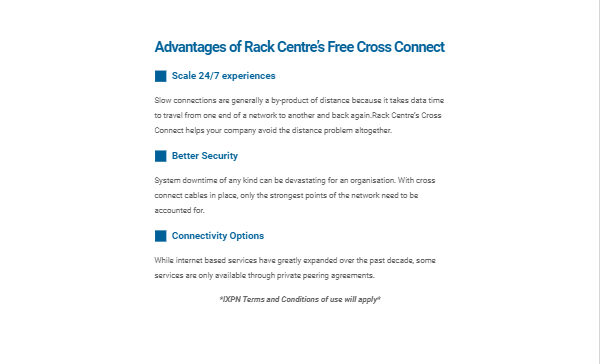 Advantages of Rack Centre's Free Cross Connect
Scale 24/7 experiences
Slow connections are generally a by-product of distance because it takes data time
to travel from one end of a network to another and back again.Rack Centre's Cross
Connect helps your company avoid the distance problem altogether.
Better Security
System downtime of any kind can be devastating for an organisation. With cross
connect cables in place, only the strongest points of the network need to be
accounted for.
Connectivity Options
While internet based services have greatly expanded over the past decade, some
services are only available through private peering agreements.
*IXPN Terms and Conditions of use will apply*